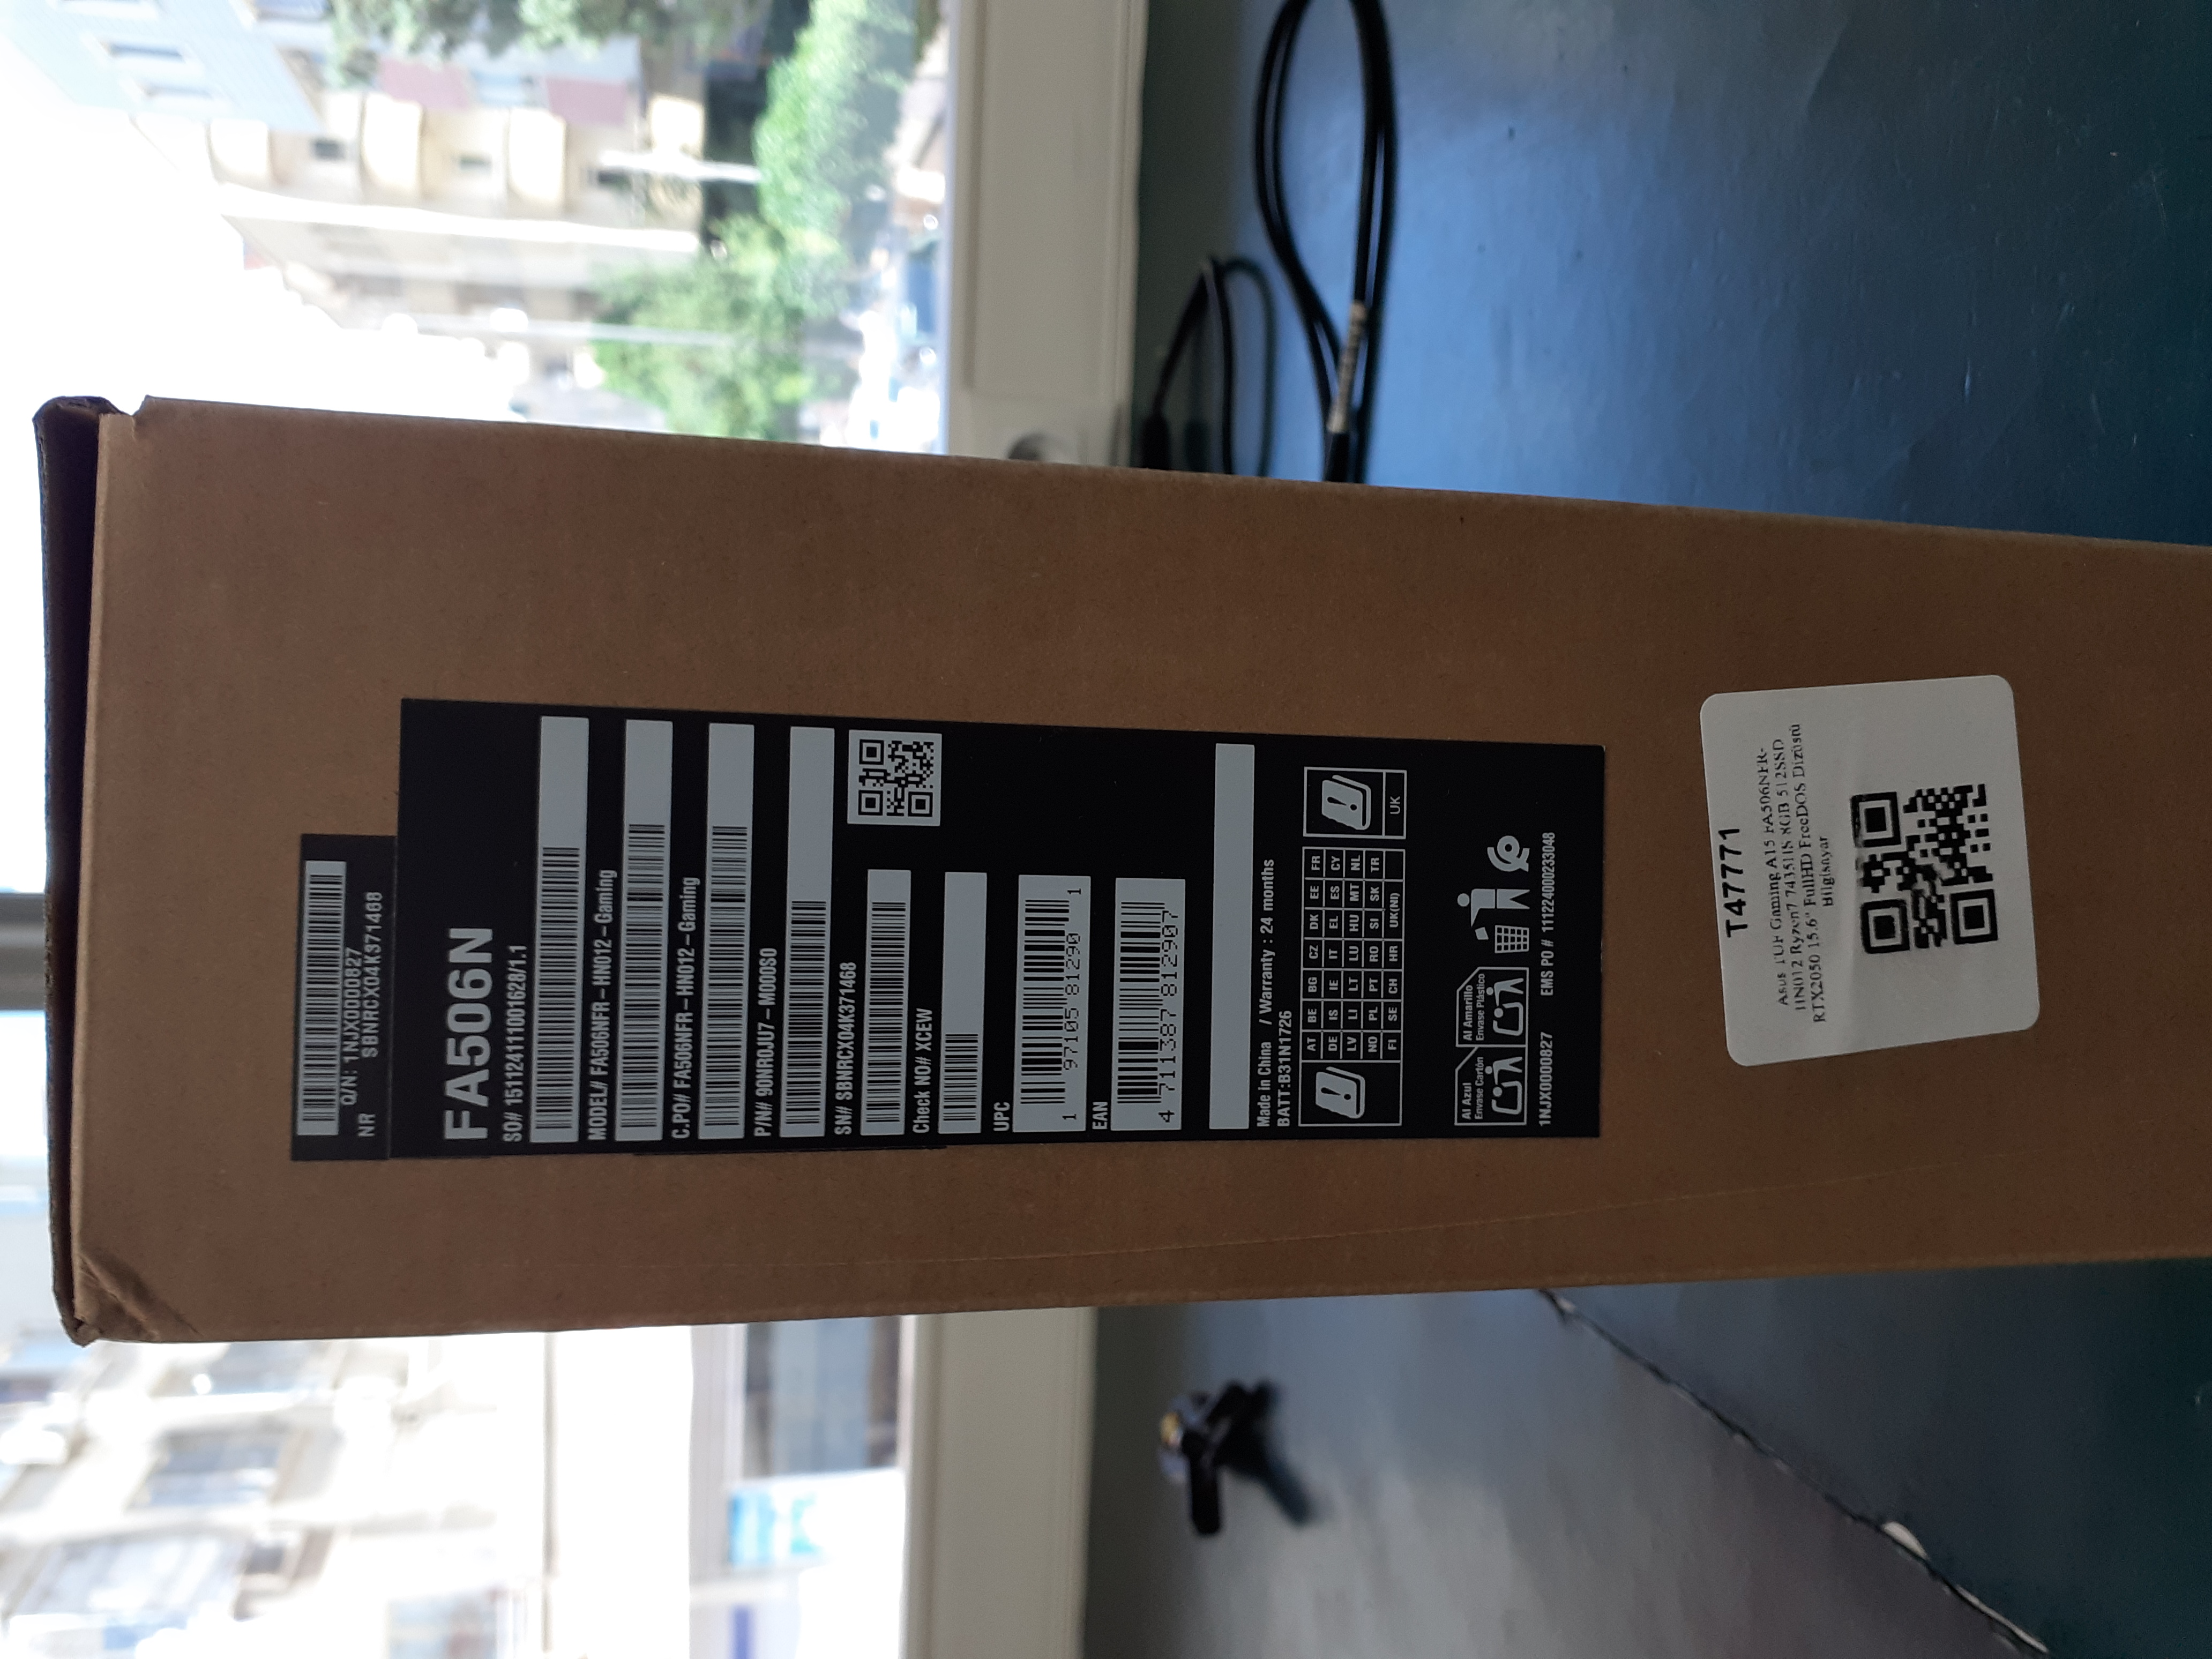 Q/N: 1NJX0000827
NR SBNRCX04K371468
FA506N
SO# 151124111001628/1.1
MODEL# FA506NFR-HN012-Gaming
C.PO# FA506NFR-HN012-Gaming
P/N# 90NR0JU7-M00S0
SN# SBNRCX04K371468
Check NO# XCEW
UPC
1 97105 81290 1
EAN
4 711387 812907
Made in China / Warranty : 24 months
BATT:B31N1726
AT BE BG CZ DK EE FR
DE IS IE IT EL ES CY
LV LI LT LU HU MT NL
NO PL PT RO SI SK TR
FI SE CH HR UK(NI)
UK
Al Azul
Envase Cartón
Al Amarillo
Envase Plástico
1NJX0000827 EMS PO # 1112240000233048
T47771
Asus TUF Gaming A15 FA506NFR-
HN012 Ryzen7 7435HS 8GB 512SSD
RTX2050 15.6" FullHD FreeDOS Dizüstü
Bilgisayar